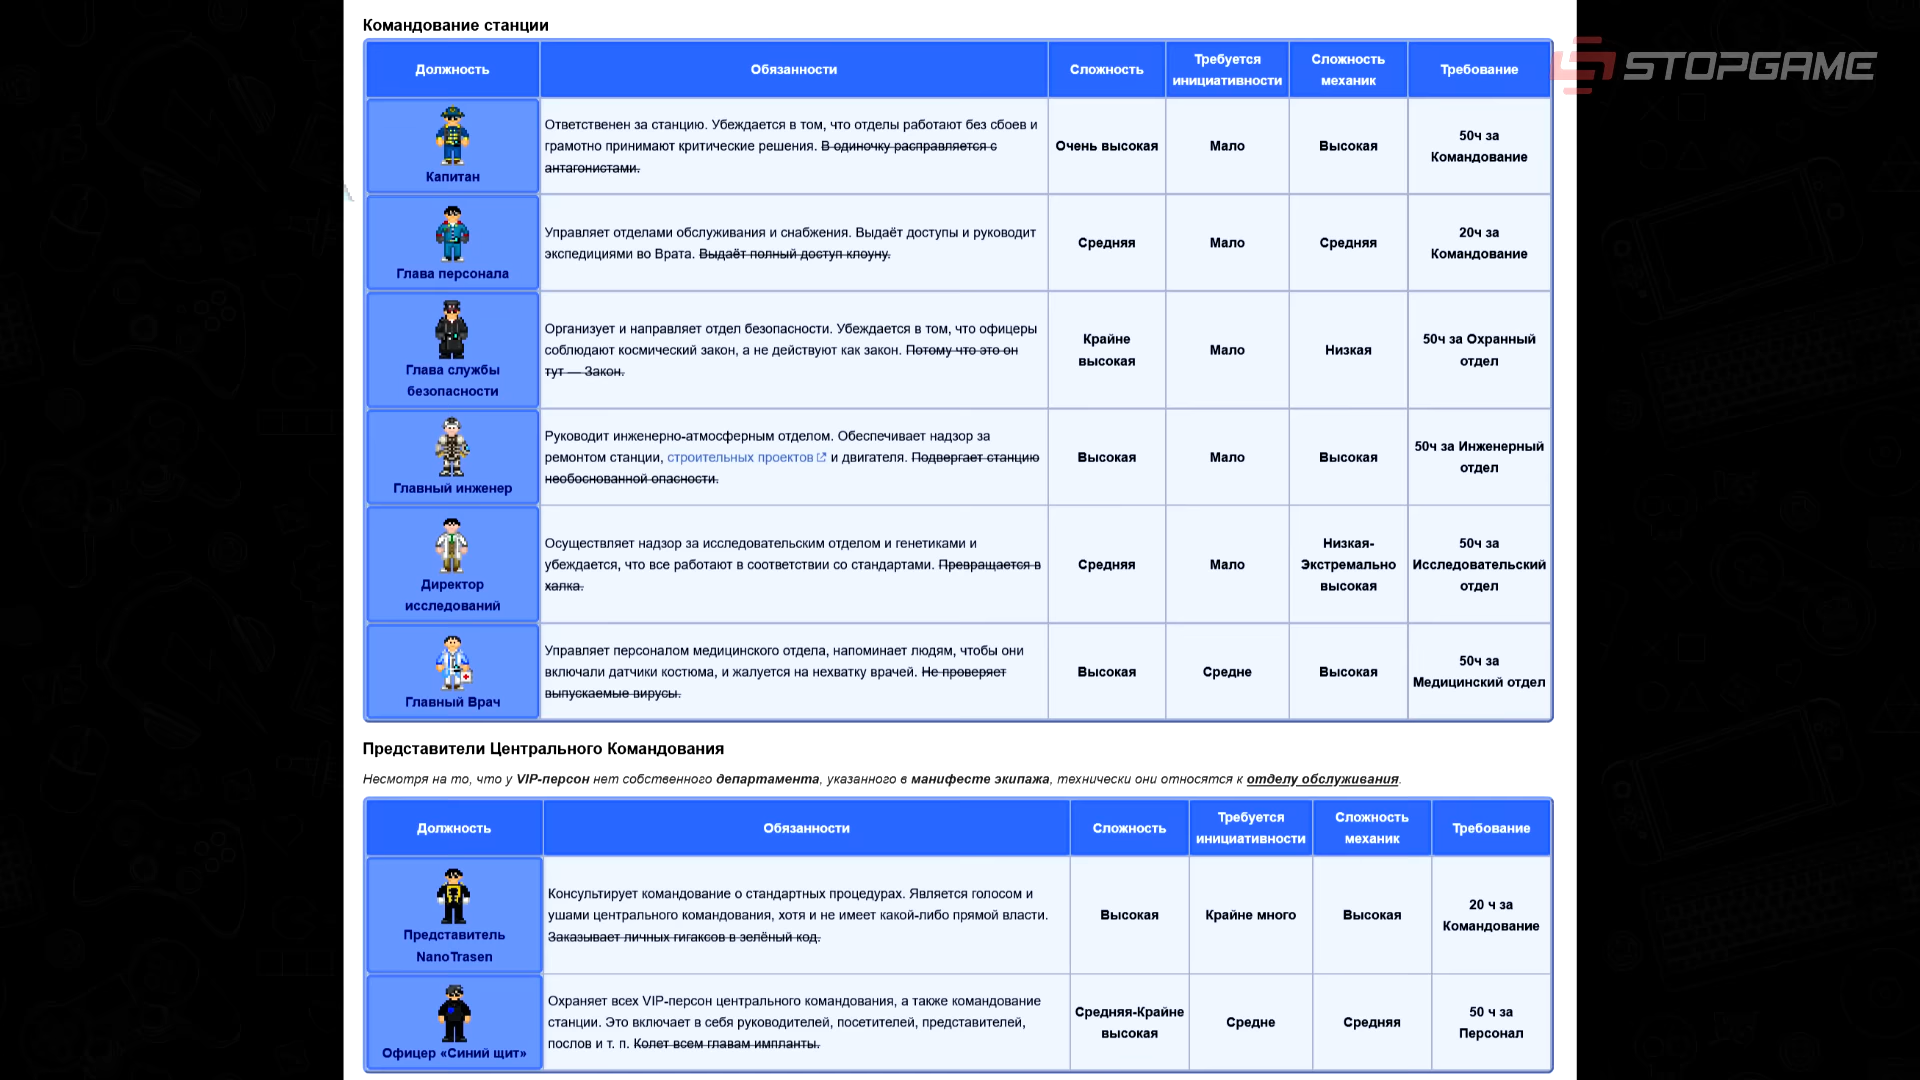 Командование станции
STOPGAME
Должность
Обязанности
Сложность
Требуется
инициативности
Сложность
механик
Требование
Капитан
Ответственен за станцию. Убеждается в том, что отделы работают без сбоев и
грамотно принимают критические решения. В одиночку расправляется с
антагонистами.
Очень высокая
Мало
Высокая
50ч за
Командование
Глава персонала
Управляет отделами обслуживания и снабжения. Выдаёт доступы и руководит
экспедициями во Врата. Выдаёт полный доступ клоуну.
Средняя
Мало
Средняя
20ч за
Командование
Глава службы
безопасности
Организует и направляет отдел безопасности. Убеждается в том, что офицеры
соблюдают космический закон, а не действуют как закон. Потому что это он
тут — Закон.
Крайне
высокая
Мало
Низкая
50ч за Охранный
отдел
Главный инженер
Руководит инженерно-атмосферным отделом. Обеспечивает надзор за
ремонтом станции, строительных проектов и двигателя. Подвергает станцию
необоснованной опасности.
Высокая
Мало
Высокая
50ч за Инженерный
отдел
Директор
исследований
Осуществляет надзор за исследовательским отделом и генетиками и
убеждается, что все работают в соответствии со стандартами. Превращается в
халка.
Средняя
Мало
Низкая-
Экстремально
высокая
50ч за
Исследовательский
отдел
Главный Врач
Управляет персоналом медицинского отдела, напоминает людям, чтобы они
включали датчики костюма, и жалуется на нехватку врачей. Не проверяет
выпускаемые вирусы.
Высокая
Средне
Высокая
50ч за
Медицинский отдел
Представители Центрального Командования
Несмотря на то, что у VIP-персон нет собственного департамента, указанного в манифесте экипажа, технически они относятся к отделу обслуживания.
Должность
Обязанности
Сложность
Требуется
инициативности
Сложность
механик
Требование
Представитель
NanoTrasen
Консультирует командование о стандартных процедурах. Является голосом и
ушами центрального командования, хотя и не имеет какой-либо прямой власти.
Заказывает личных гигаксов в зелёный код.
Высокая
Крайне много
Высокая
20 ч за
Командование
Офицер «Синий щит»
Охраняет всех VIP-персон центрального командования, а также командование
станции. Это включает в себя руководителей, посетителей, представителей,
послов и т. п. Колет всем главам импланты.
Средняя-Крайне
высокая
Средне
Средняя
50 ч за
Персонал